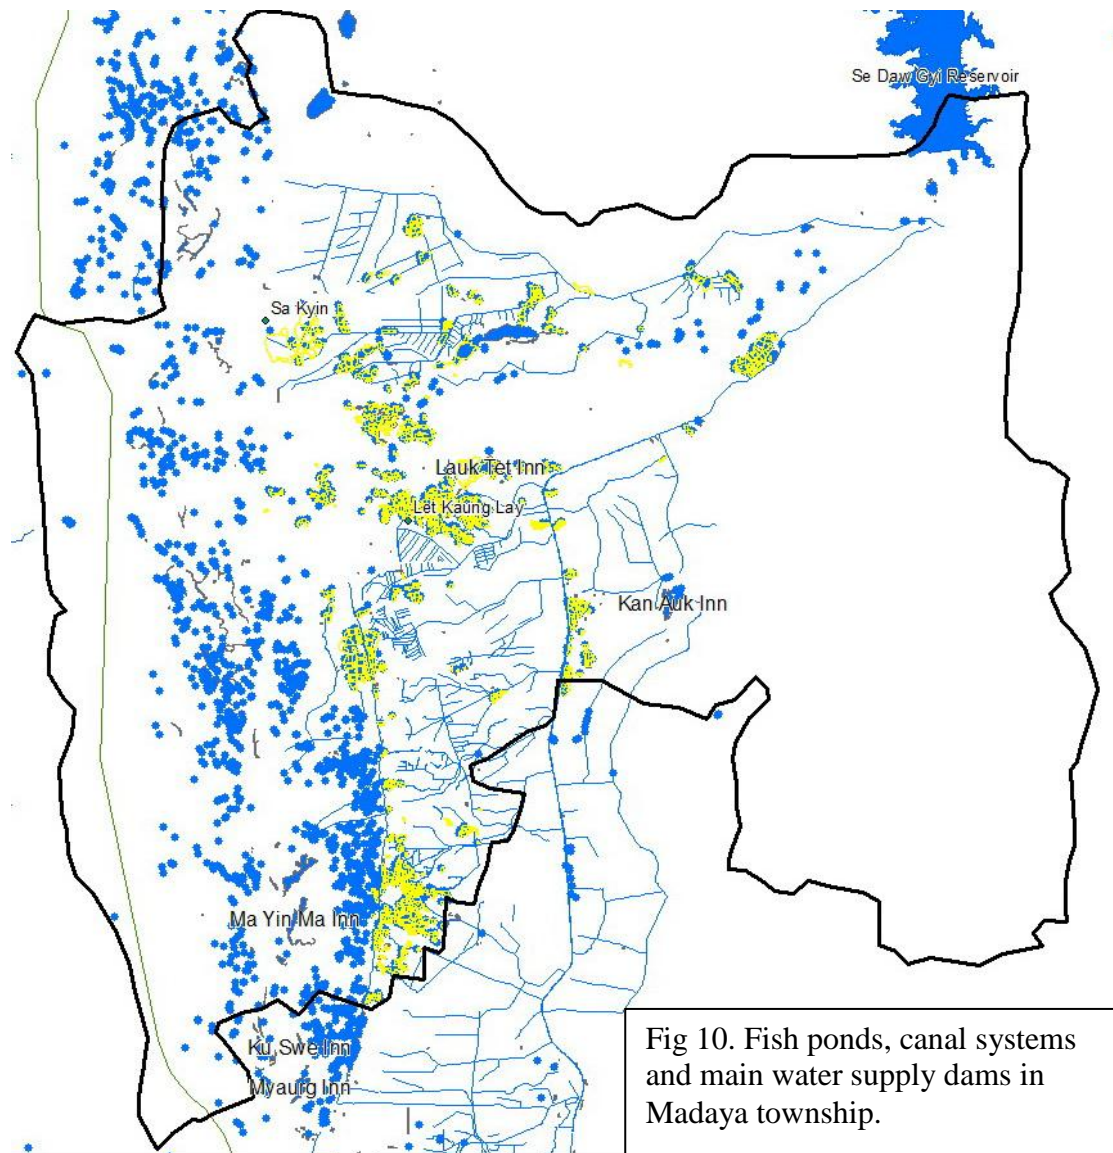 Se Daw Gyi Reservoir
Sa Kyin
Lauk Tet Inn
Let Kaung Lay
Kan Auk Inn
Ma Yin Ma Inn
Ku Swe Inn
Myaurg Inn
Fig 10. Fish ponds, canal systems
and main water supply dams in
Madaya township.